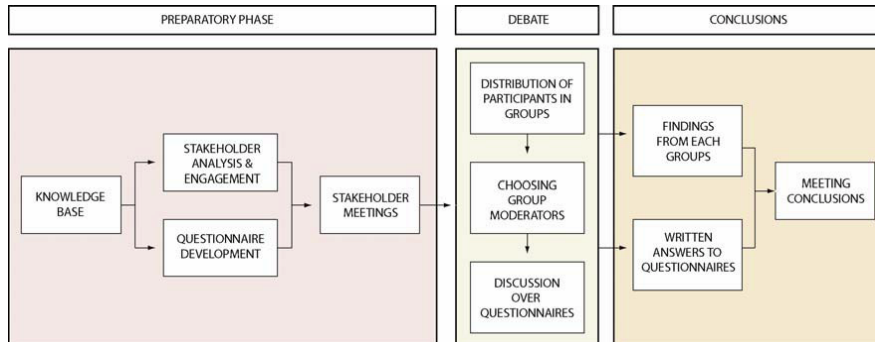 PREPARATORY PHASE
DEBATE
CONCLUSIONS
KNOWLEDGE
BASE
STAKEHOLDER
ANALYSIS &
ENGAGEMENT
QUESTIONNAIRE
DEVELOPMENT
STAKEHOLDER
MEETINGS
DISTRIBUTION OF
PARTICIPANTS IN
GROUPS
CHOOSING
GROUP
MODERATORS
DISCUSSION
OVER
QUESTIONNAIRES
FINDINGS
FROM EACH
GROUPS
WRITTEN
ANSWERS TO
QUESTIONNAIRES
MEETING
CONCLUSIONS